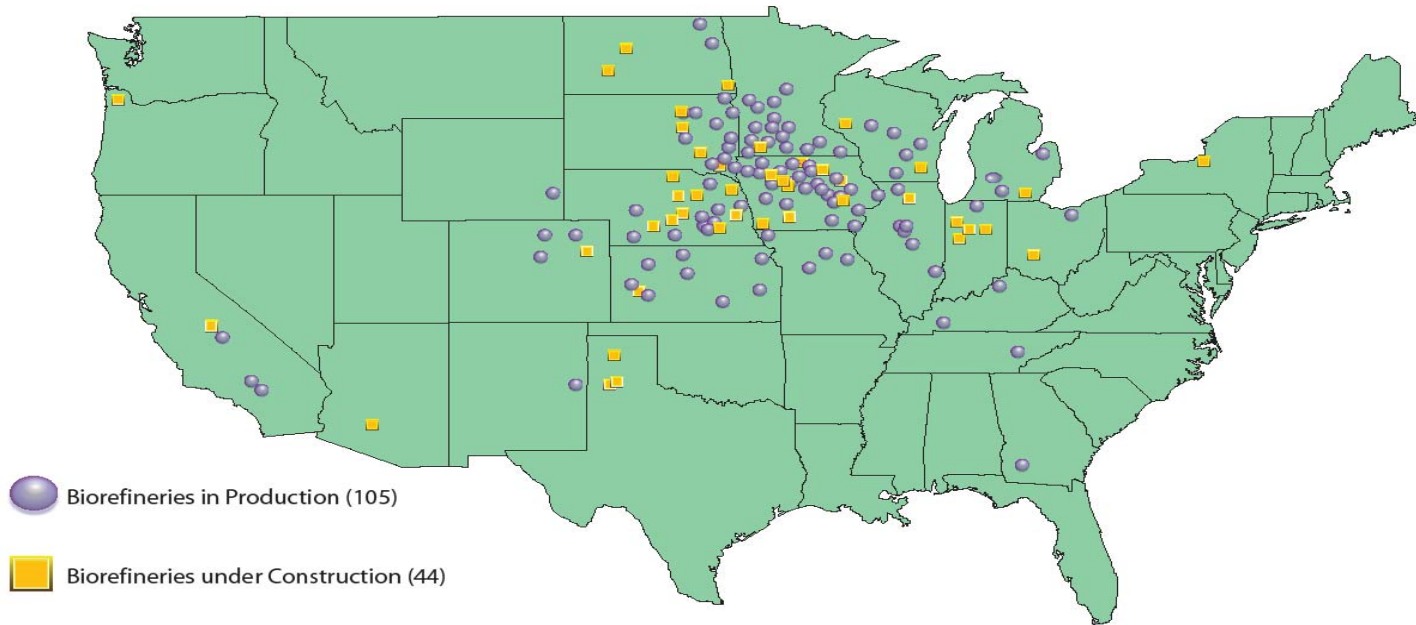 Biorefineries in Production (105)
Biorefineries under Construction (44)